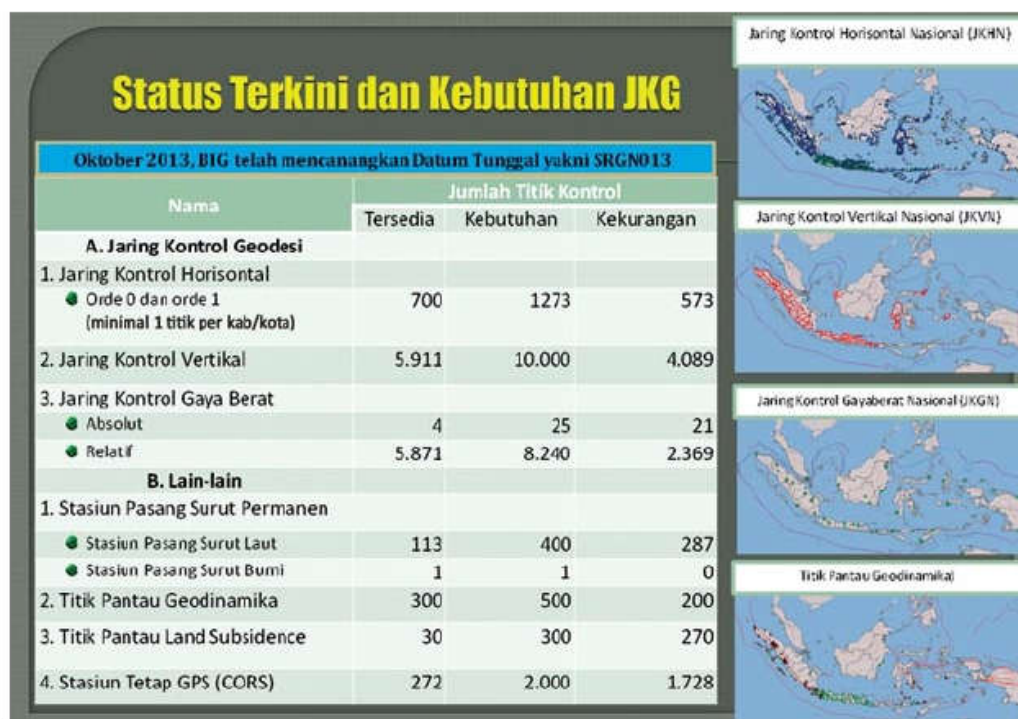 Status Terkini dan Kebutuhan JKG
Oktober 2013, BIG telah mencanangkan Datum Tunggal yakni SRGN013
Nama
Jumlah Titik Kontrol
Tersedia Kebutuhan Kekurangan
A. Jaring Kontrol Geodesi
1. Jaring Kontrol Horisontal
Orde 0 dan orde 1 700 1273 573
(minimal 1 titik per kab/kota)
2. Jaring Kontrol Vertikal 5.911 10.000 4.089
3. Jaring Kontrol Gaya Berat
Absolut 4 25 21
Relatif 5.871 8.240 2.369
B. Lain-lain
1. Stasiun Pasang Surut Permanen
Stasiun Pasang Surut Laut 113 400 287
Stasiun Pasang Surut Bumi 1 1 0
2. Titik Pantau Geodinamika 300 500 200
3. Titik Pantau Land Subsidence 30 300 270
4. Stasiun Tetap GPS (CORS) 272 2.000 1.728
Jaring Kontrol Horisontal Nasional (JKHN)
Jaring Kontrol Vertikal Nasional (JKVN)
Jaring Kontrol Gayaberat Nasional (JKGN)
Titik Pantau Geodinamika)